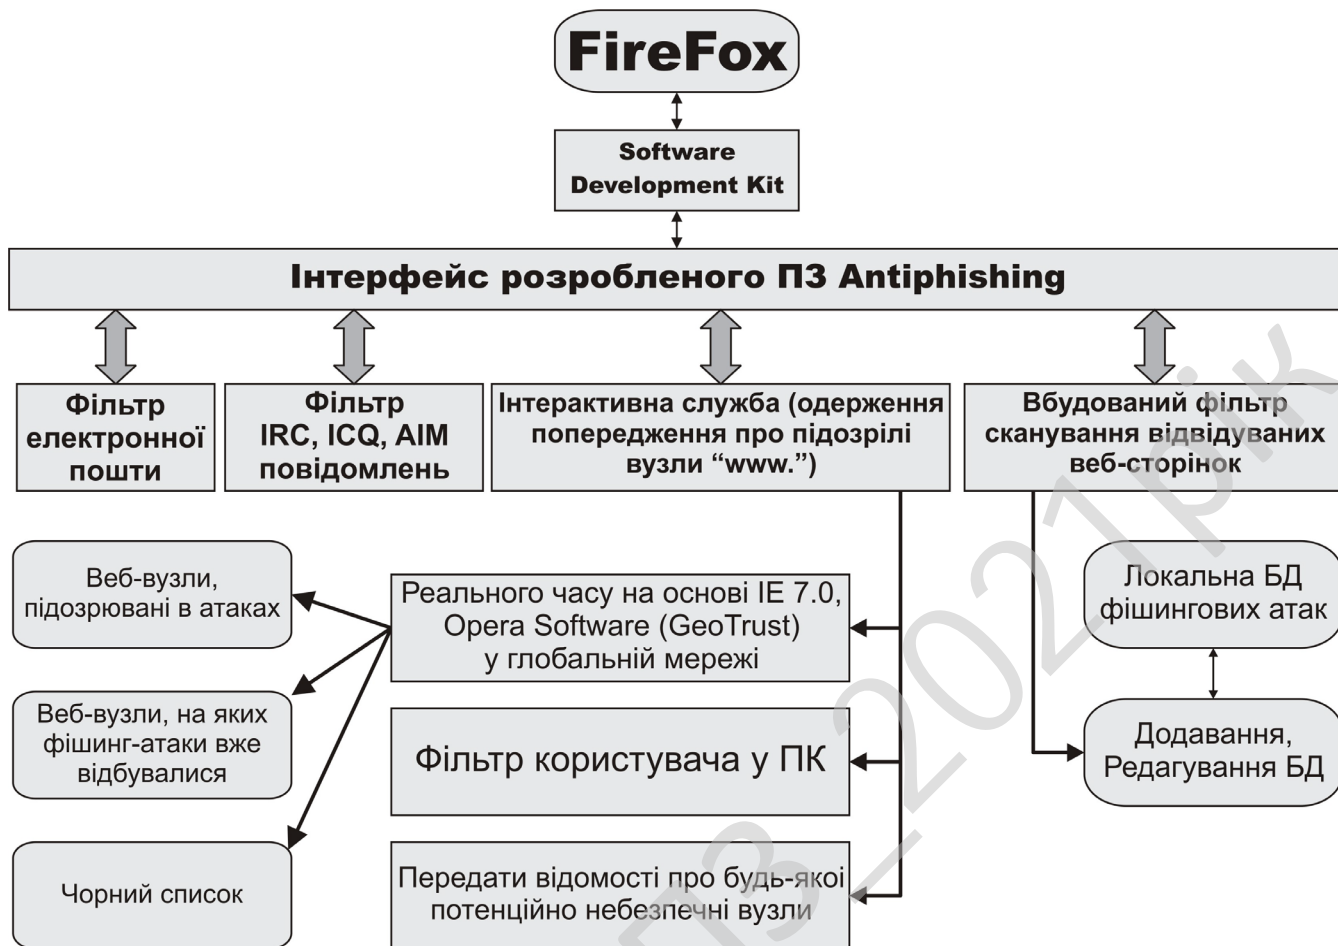 FireFox
Software
Development Kit
Інтерфейс розробленого ПЗ Antiphishing
Фільтр
електронної
пошти
Фільтр
IRC, ICQ, AIM
повідомлень
Інтерактивна служба (одерження
попередження про підозрілі
вузли “www.”)
Вбудований фільтр
сканування відвідуваних
веб-сторінок
Веб-вузли,
підозрювані в атаках
Веб-вузли, на яких
фішинг-атаки вже
відбувалися
Чорний список
Реального часу на основі IE 7.0,
Opera Software (GeoTrust)
у глобальній мережі
Фільтр користувача у ПК
Передати відомості про будь-якої
потенційно небезпечні вузли
Локальна БД
фішингових атак
Додавання,
Редагування БД
ПЗ_2021рік